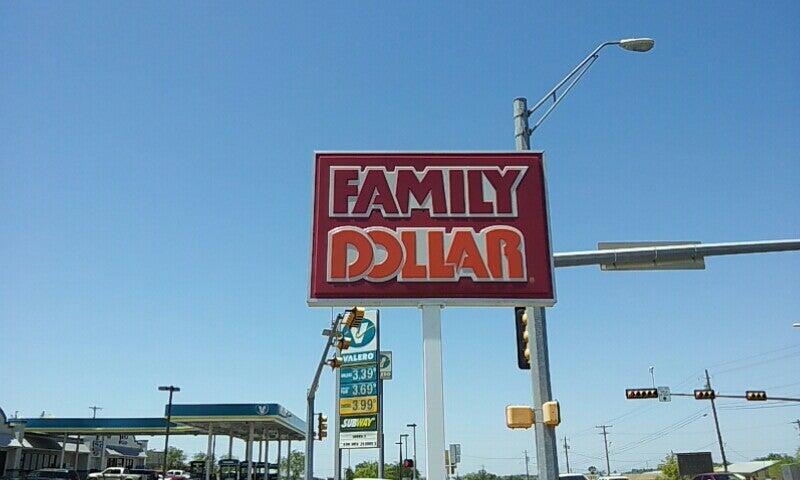 FAMILY
DOLLAR
VALERO
3.39
3.69
3.99
SUBWAY